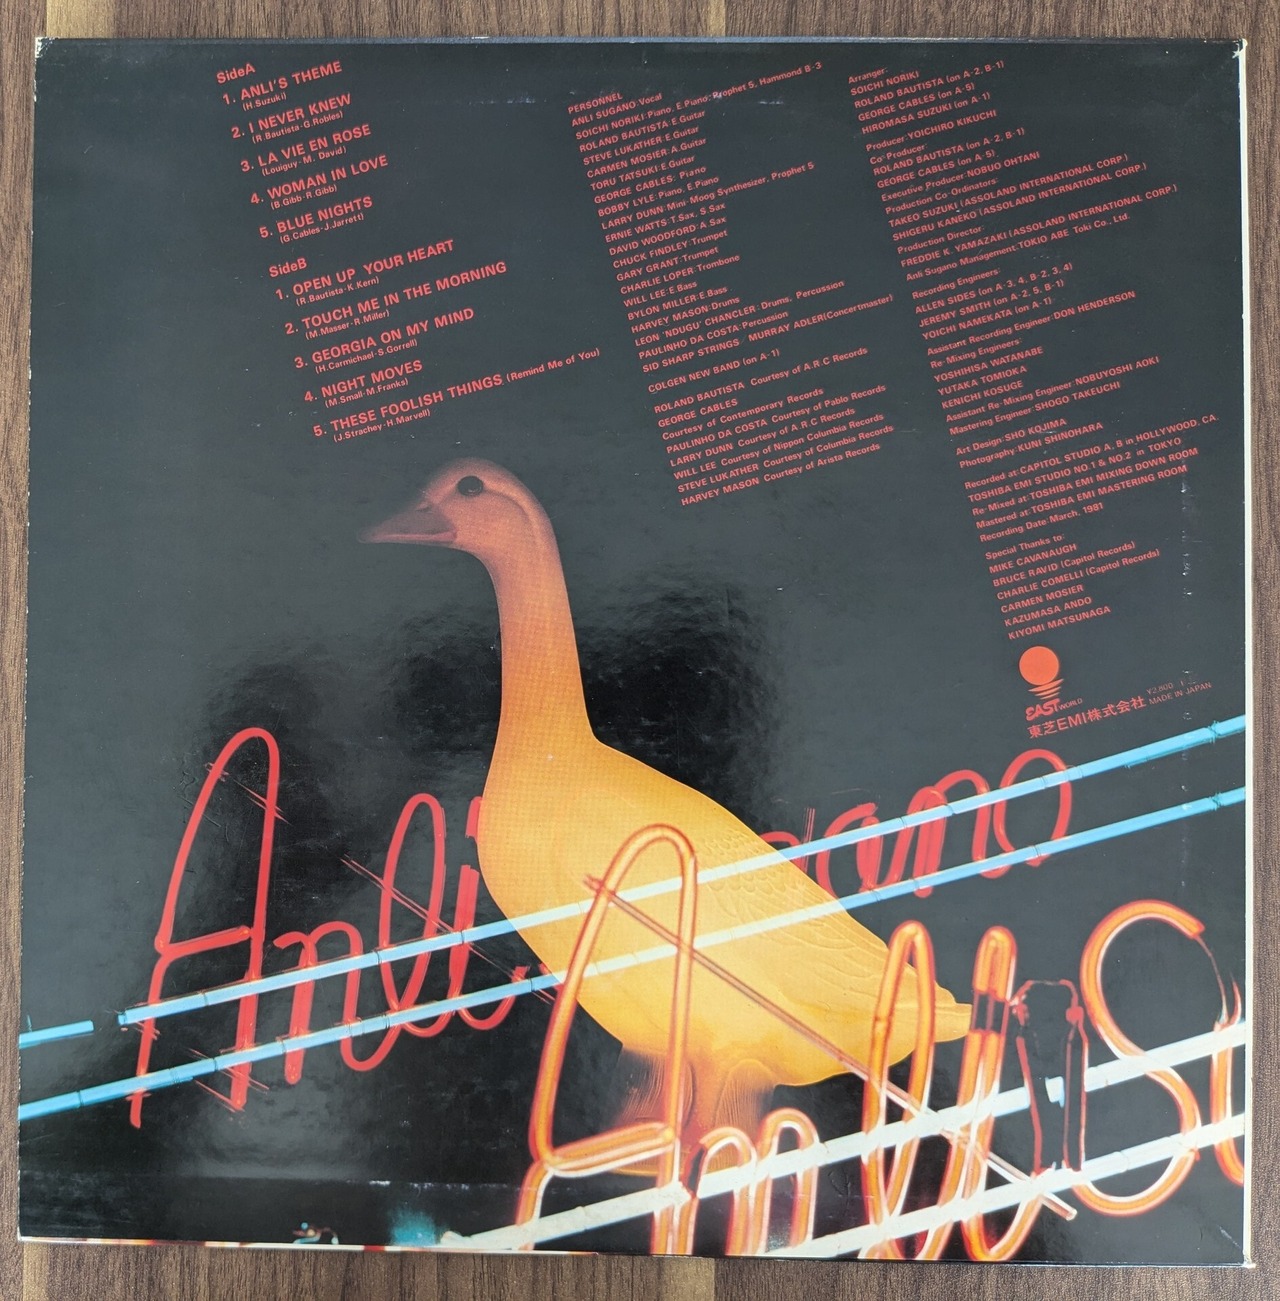 SideA
1. ANLI'S THEME
(H.Suzuki)
2. I NEVER KNEW
(R.Bautista·G.Robles)
3. LA VIE EN ROSE
(Louiguy·M. David)
4. WOMAN IN LOVE
(B.Gibb·R.Gibb)
5. BLUE NIGHTS
(G.Cables·J.Jarrett)
SideB
1. OPEN UP YOUR HEART
(R.Bautista·K.Kern)
2. TOUCH ME IN THE MORNING
(M.Masser·R.Miller)
3. GEORGIA ON MY MIND
(H.Carmichael·S.Gorrell)
4. NIGHT MOVES
(M.Small·M.Franks)
5. THESE FOOLISH THINGS (Remind Me of You)
(J.Strachey·H.Marvell)
PERSONNEL
ANLI SUGANO·Vocal
SOICHI NORIKI·Piano, E.Piano, Prophet 5, Hammond B-3
ROLAND BAUTISTA·E.Guitar
STEVE LUKATHER·E.Guitar
CARMEN MOSIER·A.Guitar
TORU TATSUKI·E.Guitar
GEORGE CABLES·Piano
BOBBY LYLE·Piano, E.Piano
LARRY DUNN·Mini-Moog Synthesizer, Prophet 5
ERNIE WATTS·T.Sax, S.Sax
DAVID WOODFORD·A.Sax
CHUCK FINDLEY·Trumpet
GARY GRANT·Trumpet
CHARLIE LOPER·Trombone
WILL LEE·E.Bass
BYLON MILLER·E.Bass
HARVEY MASON·Drums
LEON 'NDUGU' CHANCLER·Drums, Percussion
PAULINHO DA COSTA·Percussion
SID SHARP STRINGS MURRAY ADLER(Concertmaster)
COLGEN NEW BAND (on A-1)
ROLAND BAUTISTA Courtesy of A.R.C Records
GEORGE CABLES
Courtesy of Contemporary Records
PAULINHO DA COSTA Courtesy of Pablo Records
LARRY DUNN Courtesy of A.R.C Records
WILL LEE Courtesy of Nippon Columbia Records
STEVE LUKATHER Courtesy of Columbia Records
HARVEY MASON Courtesy of Arista Records
Arranger:
SOICHI NORIKI
ROLAND BAUTISTA (on A-2, B-1)
GEORGE CABLES (on A-5)
HIROMASA SUZUKI (on A-1)
Producer:YOICHIRO KIKUCHI
Co-Producer:
ROLAND BAUTISTA (on A-2, B-1)
GEORGE CABLES (on A-5)
Executive Producer:NOBUO OHTANI
Production Co-Ordinators:
TAKEO SUZUKI (ASSOLAND INTERNATIONAL CORP.)
SHIGERU KANEKO (ASSOLAND INTERNATIONAL CORP.)
Production Director:
FREDDIE K. YAMAZAKI (ASSOLAND INTERNATIONAL CORP.)
Anli Sugano Management:TOKIO ABE Toki Co., Ltd.
Recording Engineers:
ALLEN SIDES (on A-3, 4, B-2, 3, 4)
JEREMY SMITH (on A-2, 5, B-1)
YOICHI NAMEKATA (on A-1)
Assistant Recording Engineer:DON HENDERSON
Re-Mixing Engineers:
YOSHIHISA WATANABE
YUTAKA TOMIOKA
KENICHI KOSUGE
Assistant Re-Mixing Engineer:NOBUYOSHI AOKI
Mastering Engineer:SHOGO TAKEUCHI
Art Design:SHO KOJIMA
Photography:KUNI SHINOHARA
Recorded at:CAPITOL STUDIO A, B in HOLLYWOOD, CA.
TOSHIBA EMI STUDIO NO.1 & NO.2 in TOKYO
Re-Mixed at:TOSHIBA EMI MIXING DOWN ROOM
Mastered at:TOSHIBA EMI MASTERING ROOM
Recording Date:March, 1981
Special Thanks to:
MIKE CAVANAUGH
BRUCE RAVID (Capitol Records)
CHARLIE COMELLI (Capitol Records)
CARMEN MOSIER
KAZUMASA ANDO
KIYOMI MATSUNAGA
EAST WORLD
東芝EMI株式会社 ¥2,800
MADE IN JAPAN
Anli
Anli